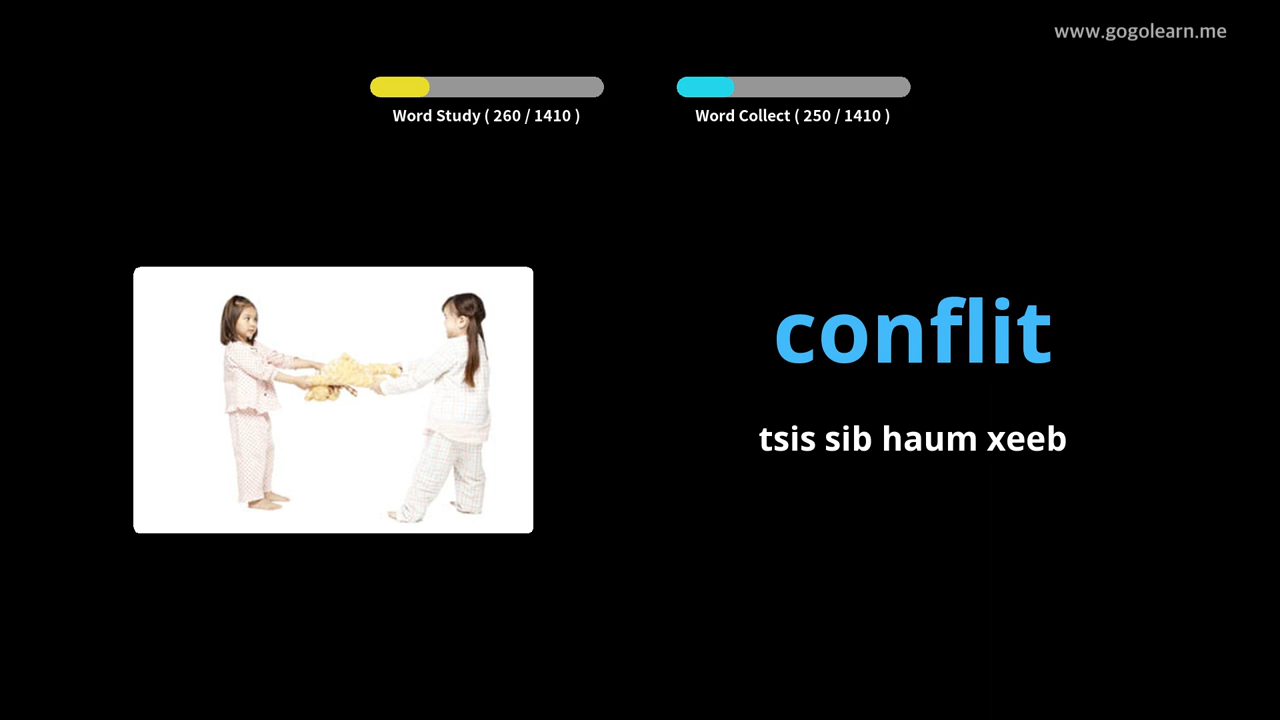 www.gogolearn.me
Word Study ( 260 / 1410 )
Word Collect ( 250 / 1410 )
conflit
tsis sib haum xeeb